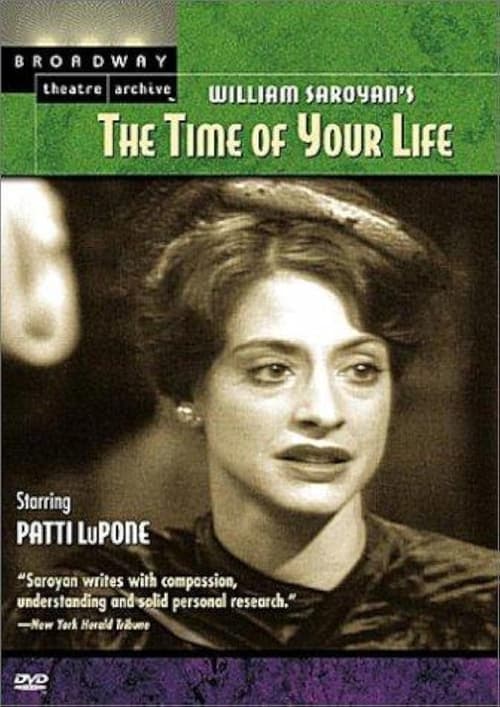 BROADWAY
theatre archive
WILLIAM SAROYAN'S
THE TIME OF YOUR LIFE
Starring
PATTI LuPONE
"Saroyan writes with compassion,
understanding and solid personal research."
—New York Herald Tribune
DVD